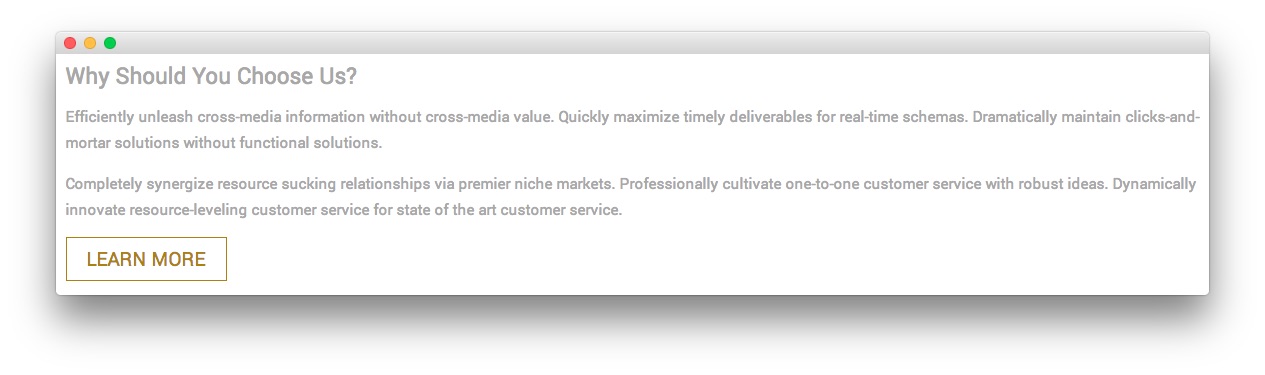 Why Should You Choose Us?
Efficiently unleash cross-media information without cross-media value. Quickly maximize timely deliverables for real-time schemas. Dramatically maintain clicks-and-
mortar solutions without functional solutions.
Completely synergize resource sucking relationships via premier niche markets. Professionally cultivate one-to-one customer service with robust ideas. Dynamically
innovate resource-leveling customer service for state of the art customer service.
LEARN MORE